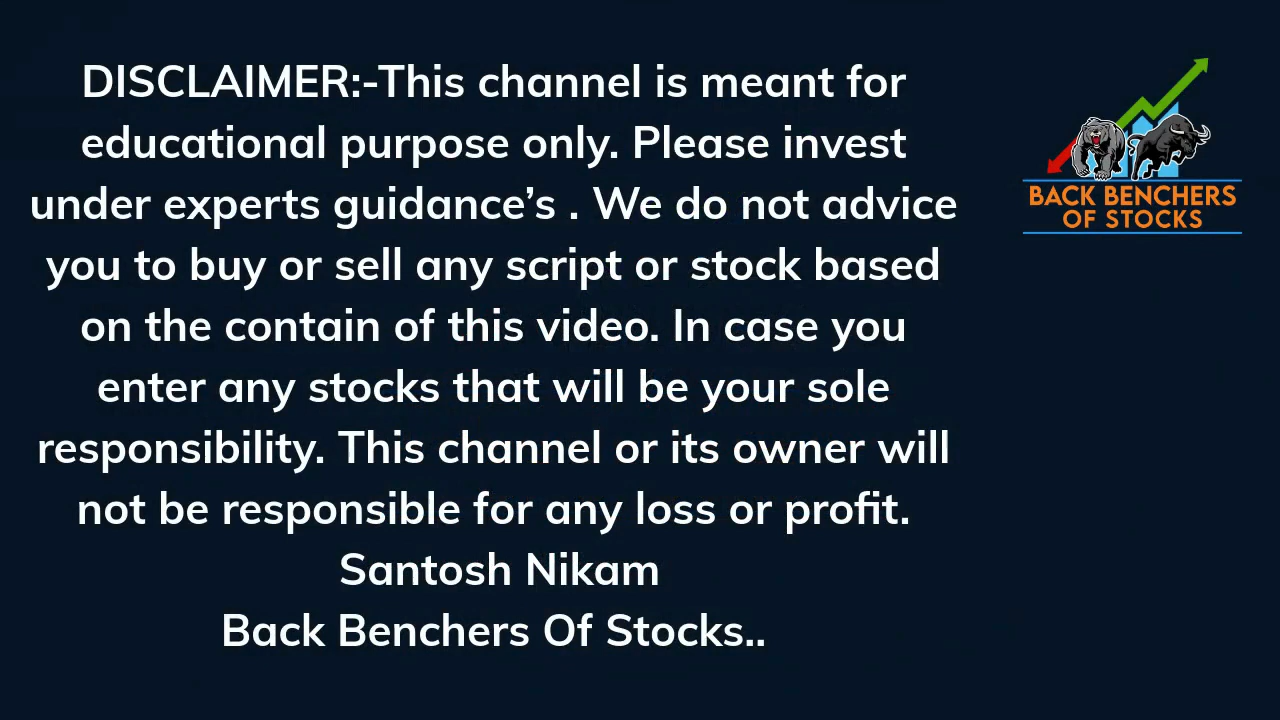 DISCLAIMER:-This channel is meant for
educational purpose only. Please invest
under experts guidance’s . We do not advice
you to buy or sell any script or stock based
on the contain of this video. In case you
enter any stocks that will be your sole
responsibility. This channel or its owner will
not be responsible for any loss or profit.
Santosh Nikam
Back Benchers Of Stocks..
BACK BENCHERS
OF STOCKS